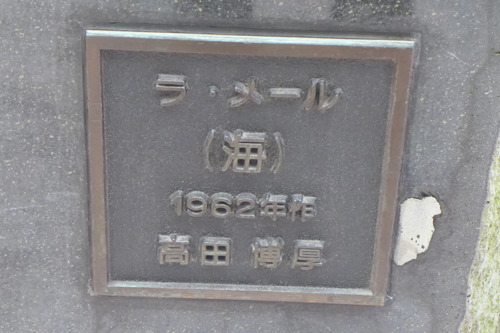 ラ・メール
(海)
1962年作
高田 博厚